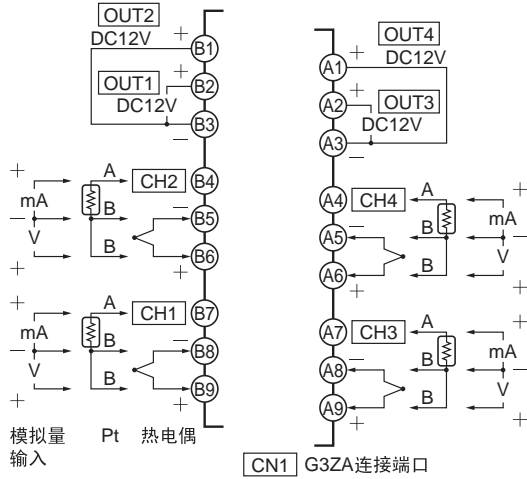 OUT2
DC12V
+
B1
OUT1
+
B2
DC12V
B3
−
+
A
CH2
B4
mA
−
B
−
B5
V
B
B6
+
+
+
A
CH1
B7
mA
−
B
−
B8
V
B
B9
+
+
模拟量
输入
Pt
热电偶
OUT4
+
DC12V
A1
+
OUT3
A2
DC12V
A3
−
A4
CH4
A
+
A5
−
B
mA
−
A6
B
V
+
+
A7
CH3
A
+
A8
−
B
mA
−
A9
B
V
+
+
CN1 G3ZA连接端口